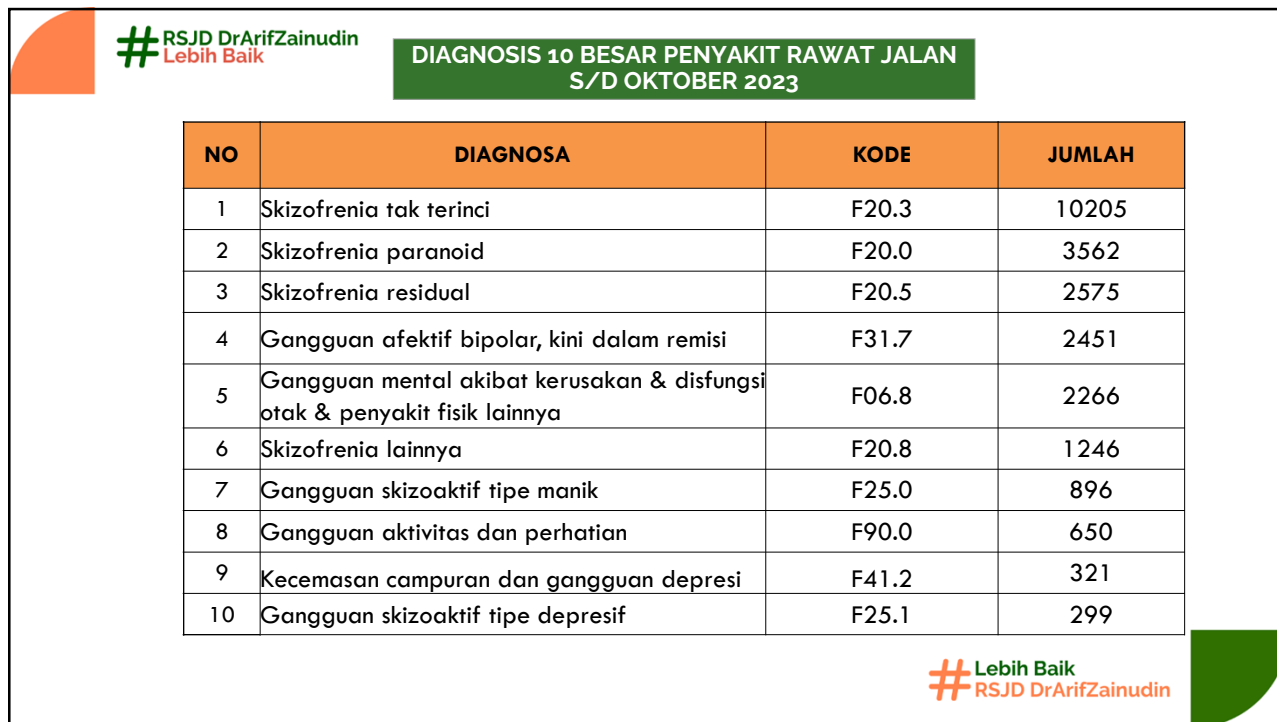 # RSJD DrArifZainudin
Lebih Baik
DIAGNOSIS 10 BESAR PENYAKIT RAWAT JALAN
S/D OKTOBER 2023
NO DIAGNOSA KODE JUMLAH
1 Skizofrenia tak terinci F20.3 10205
2 Skizofrenia paranoid F20.0 3562
3 Skizofrenia residual F20.5 2575
4 Gangguan afektif bipolar, kini dalam remisi F31.7 2451
5 Gangguan mental akibat kerusakan & disfungsi
otak & penyakit fisik lainnya F06.8 2266
6 Skizofrenia lainnya F20.8 1246
7 Gangguan skizoaktif tipe manik F25.0 896
8 Gangguan aktivitas dan perhatian F90.0 650
9 Kecemasan campuran dan gangguan depresi F41.2 321
10 Gangguan skizoaktif tipe depresif F25.1 299
# Lebih Baik
RSJD DrArifZainudin